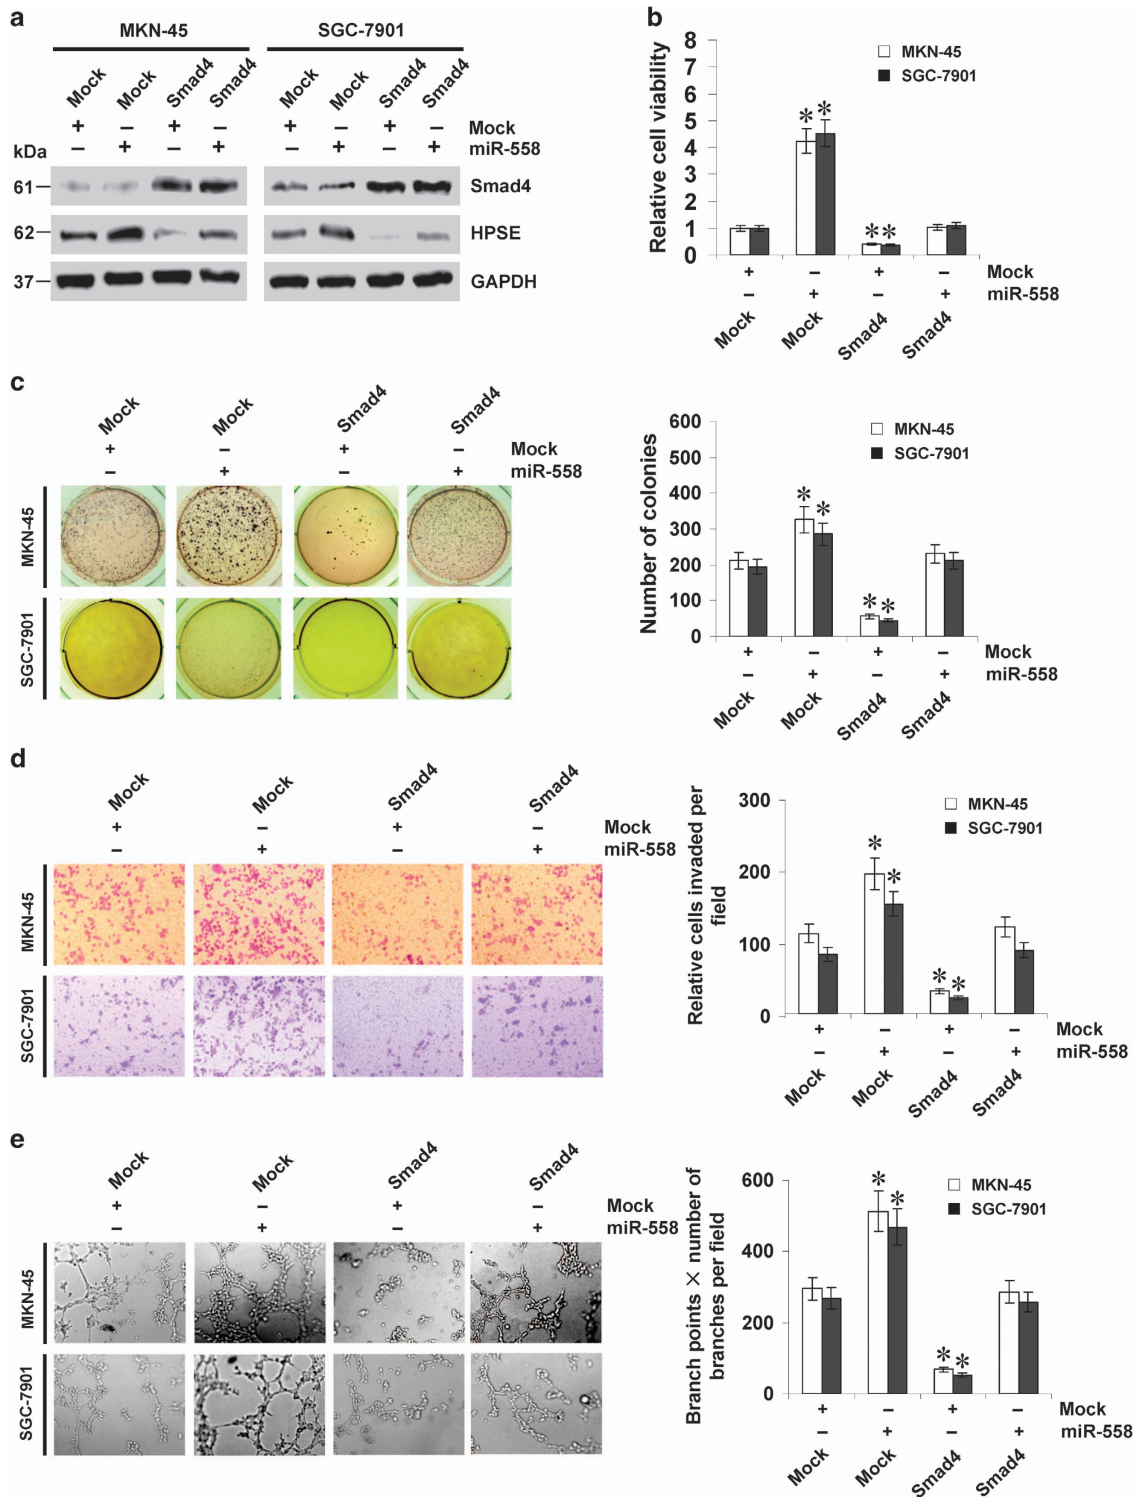 a
MKN-45 SGC-7901
Mock Mock Smad4 Smad4 Mock Mock Smad4 Smad4
+ – + – + – + – Mock
kDa – + – + – + – + miR-558
61 Smad4
62 HPSE
37 GAPDH
b
Relative cell viability
8
7
6
5
4
3
2
1
0
MKN-45
SGC-7901
* *
* *
+ – + – Mock
– + – + miR-558
Mock Mock Smad4 Smad4
c
Mock Mock Smad4 Smad4
+ – + – Mock
– + – + miR-558
MKN-45
SGC-7901
Number of colonies
600
500
400
300
200
100
0
MKN-45
SGC-7901
* *
* *
+ – + – Mock
– + – + miR-558
Mock Mock Smad4 Smad4
d
Mock Mock Smad4 Smad4
+ – + – Mock
– + – + miR-558
MKN-45
SGC-7901
Relative cells invaded per
field
300
200
100
0
MKN-45
SGC-7901
* *
* *
+ – + – Mock
– + – + miR-558
Mock Mock Smad4 Smad4
e
Mock Mock Smad4 Smad4
+ – + – Mock
– + – + miR-558
MKN-45
SGC-7901
Branch points × number of
branches per field
600
400
200
0
MKN-45
SGC-7901
* *
* *
+ – + – Mock
– + – + miR-558
Mock Mock Smad4 Smad4